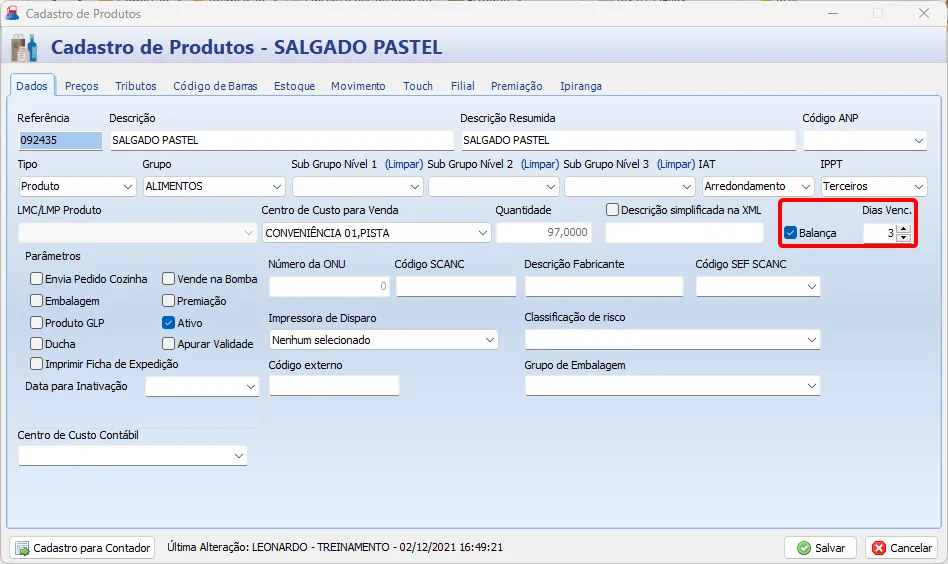 Cadastro de Produtos
Cadastro de Produtos - SALGADO PASTEL
Dados Preços Tributos Código de Barras Estoque Movimento Touch Filial Premiação Ipiranga
Referência Descrição Descrição Resumida Código ANP
092435 SALGADO PASTEL SALGADO PASTEL
Tipo Grupo Sub Grupo Nível 1 (Limpar) Sub Grupo Nível 2 (Limpar) Sub Grupo Nível 3 (Limpar) IAT IPPT
Produto ALIMENTOS Arredondamento Terceiros
LMC/LMP Produto Centro de Custo para Venda Quantidade Descrição simplificada na XML Dias Venc.
CONVENIÊNCIA 01,PISTA 97,0000 Balança 3
Parâmetros
Número da ONU Código SCANC Descrição Fabricante Código SEF SCANC
Envia Pedido Cozinha Vende na Bomba
0
Embalagem Premiação
Produto GLP Ativo
Impressora de Disparo Classificação de risco
Ducha Apurar Validade
Nenhum selecionado
Imprimir Ficha de Expedição
Código externo Grupo de Embalagem
Data para Inativação
Centro de Custo Contábil
Cadastro para Contador Última Alteração: LEONARDO - TREINAMENTO - 02/12/2021 16:49:21 Salvar Cancelar